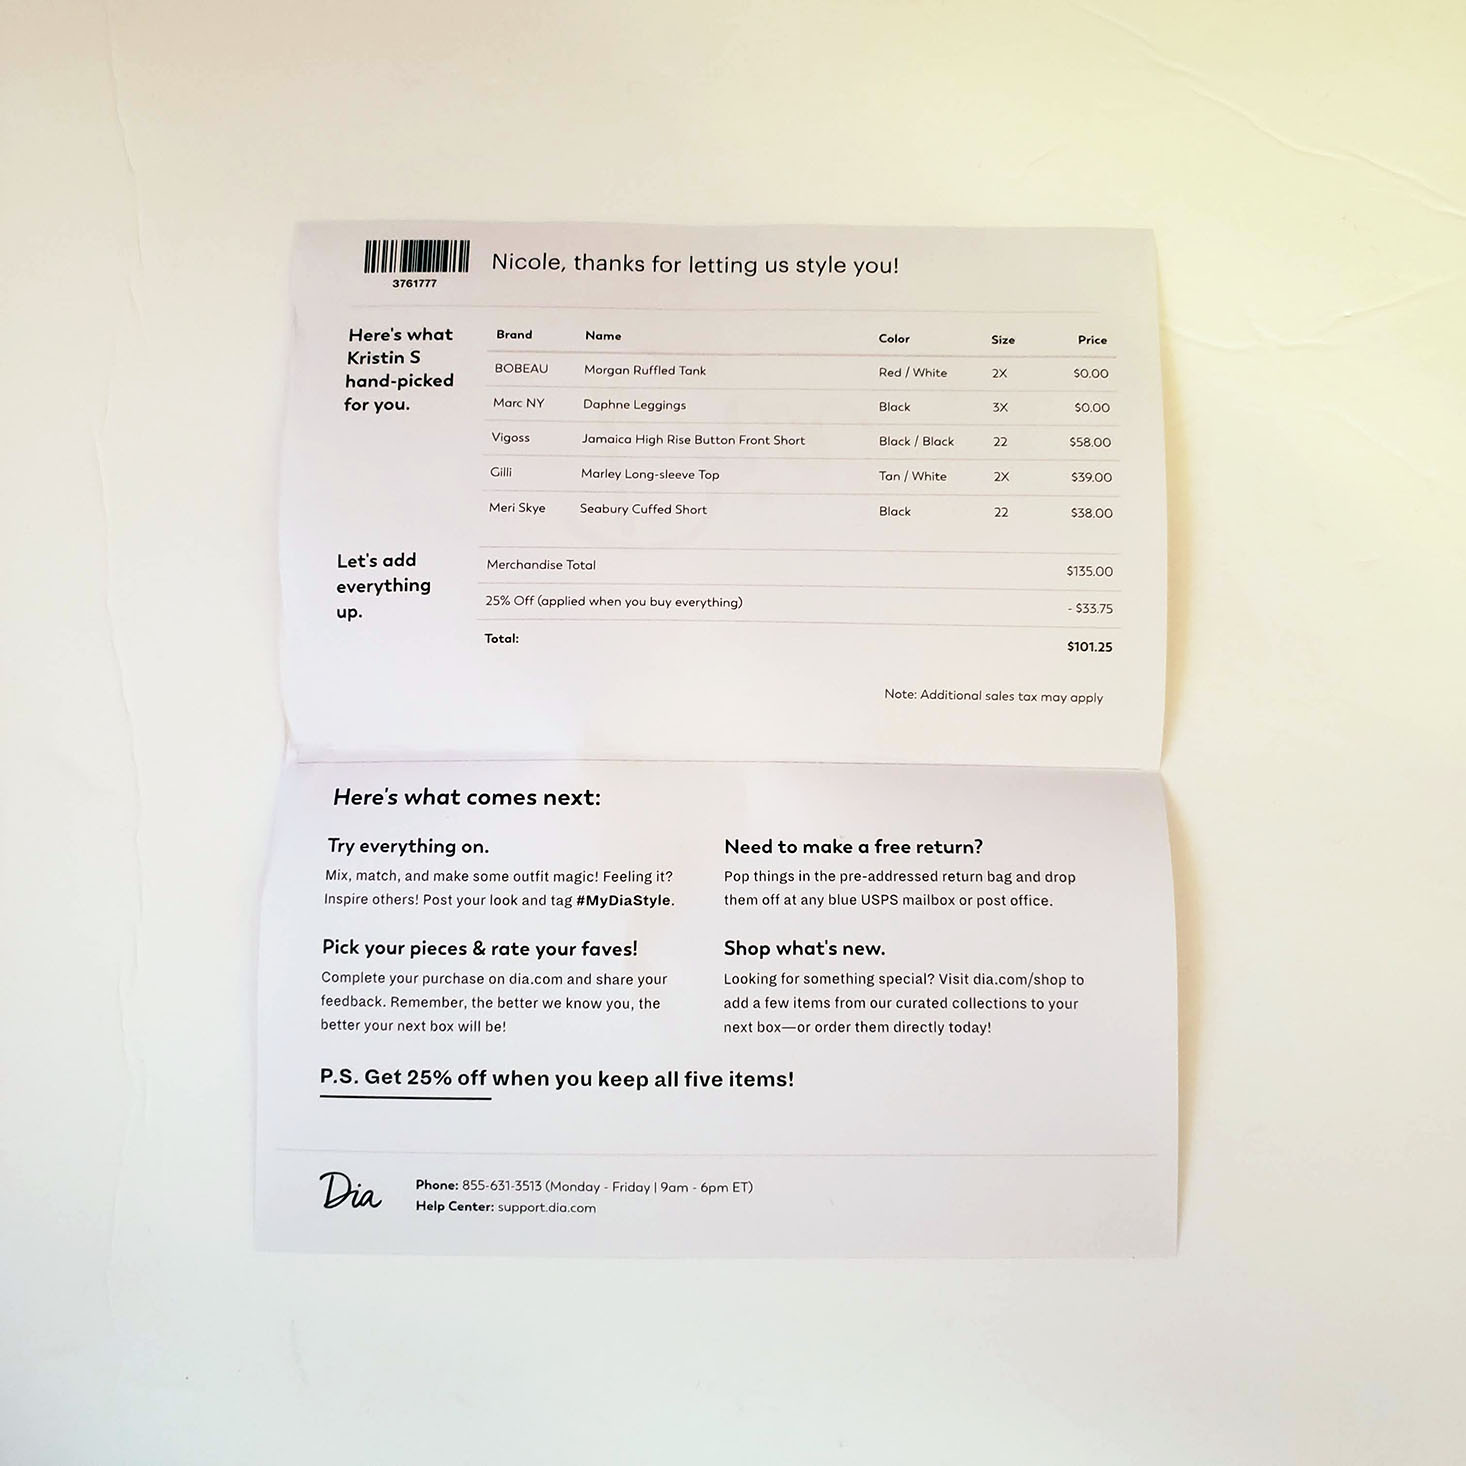 Nicole, thanks for letting us style you!
3761777
Here's what
Kristin S
hand-picked
for you.
Brand Name Color Size Price
BOBEAU Morgan Ruffled Tank Red / White 2X $0.00
Marc NY Daphne Leggings Black 3X $0.00
Vigoss Jamaica High Rise Button Front Short Black / Black 22 $58.00
Gilli Marley Long-sleeve Top Tan / White 2X $39.00
Meri Skye Seabury Cuffed Short Black 22 $38.00
Let's add
everything
up.
Merchandise Total $135.00
25% Off (applied when you buy everything) - $33.75
Total: $101.25
Note: Additional sales tax may apply
Here's what comes next:
Try everything on.
Mix, match, and make some outfit magic! Feeling it?
Inspire others! Post your look and tag #MyDiaStyle.
Need to make a free return?
Pop things in the pre-addressed return bag and drop
them off at any blue USPS mailbox or post office.
Pick your pieces & rate your faves!
Complete your purchase on dia.com and share your
feedback. Remember, the better we know you, the
better your next box will be!
Shop what's new.
Looking for something special? Visit dia.com/shop to
add a few items from our curated collections to your
next box—or order them directly today!
P.S. Get 25% off when you keep all five items!
Dia
Phone: 855-631-3513 (Monday - Friday | 9am - 6pm ET)
Help Center: support.dia.com